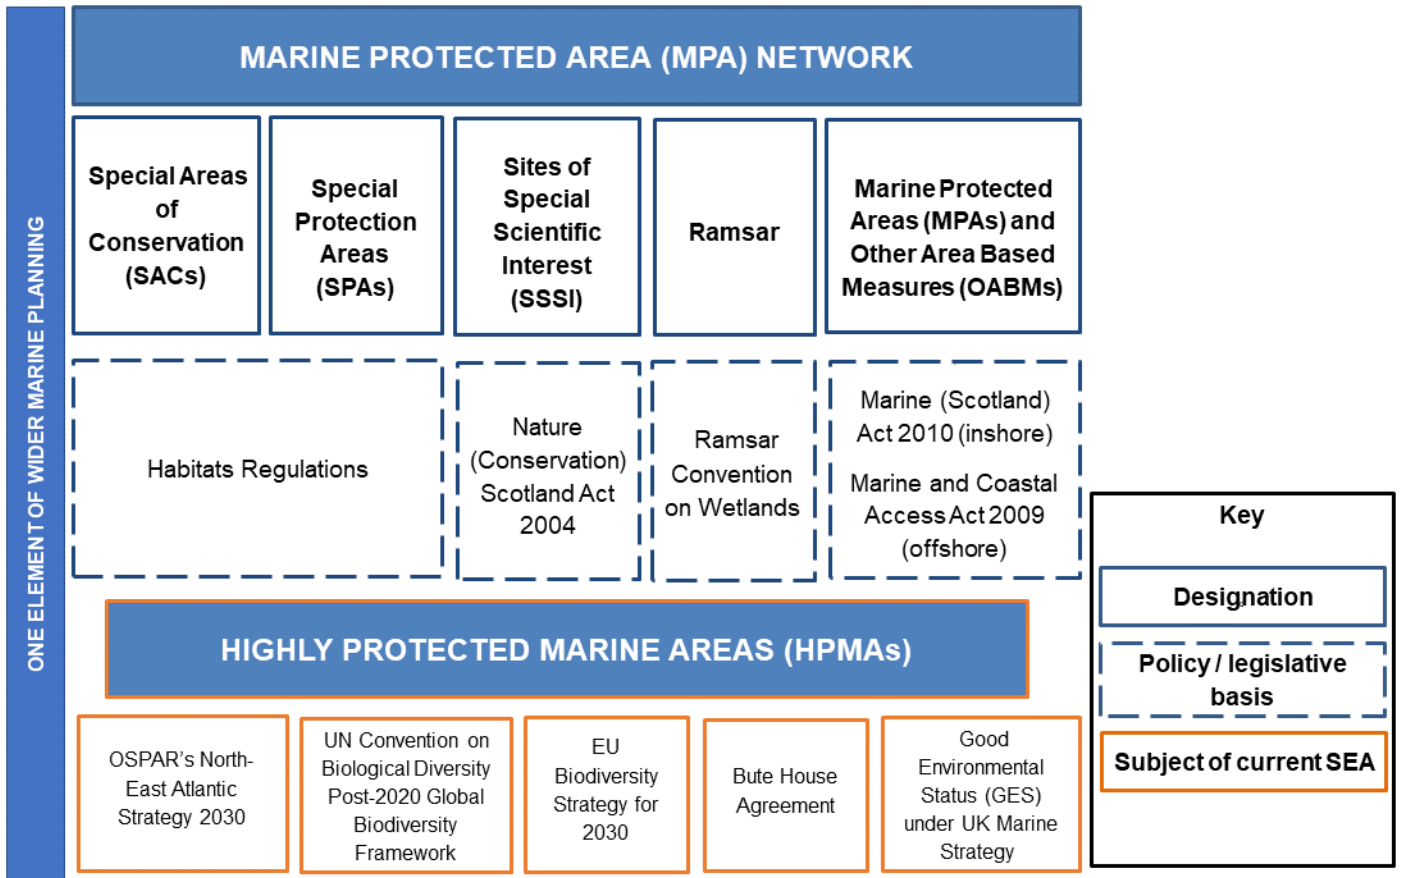 ONE ELEMENT OF WIDER MARINE PLANNING
MARINE PROTECTED AREA (MPA) NETWORK
Special Areas
of
Conservation
(SACs)
Special
Protection
Areas
(SPAs)
Sites of
Special
Scientific
Interest
(SSSI)
Ramsar
Marine Protected
Areas (MPAs) and
Other Area Based
Measures (OABMs)
Habitats Regulations
Nature
(Conservation)
Scotland Act
2004
Ramsar
Convention
on Wetlands
Marine (Scotland)
Act 2010 (inshore)
Marine and Coastal
Access Act 2009
(offshore)
HIGHLY PROTECTED MARINE AREAS (HPMAs)
OSPAR’s North-
East Atlantic
Strategy 2030
UN Convention on
Biological Diversity
Post-2020 Global
Biodiversity
Framework
EU
Biodiversity
Strategy for
2030
Bute House
Agreement
Good
Environmental
Status (GES)
under UK Marine
Strategy
Key
Designation
Policy / legislative
basis
Subject of current SEA